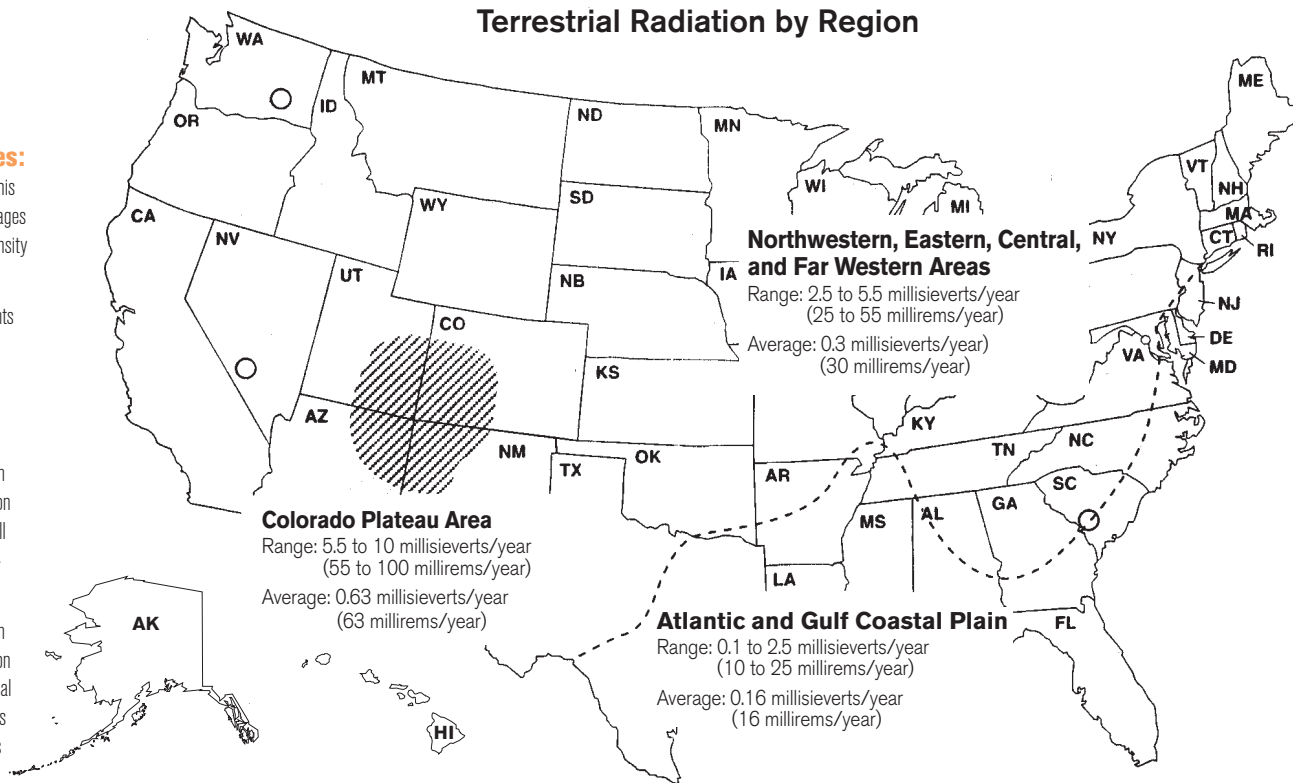 Terrestrial Radiation by Region
es:
his
ages
nsity
nts
n
on
ll
n
on
al
s
s
WA
MT
ID
OR
ND
MN
ME
VT
NH
WI
MI
MA
CT
RI
NY
SD
WY
CA
NV
UT
IA
NB
NJ
CO
DE
VA
MD
KS
AZ
NM
TX
OK
KY
TN
NC
AR
SC
GA
MS
AL
LA
FL
AK
HI
Northwestern, Eastern, Central,
and Far Western Areas
Range: 2.5 to 5.5 millisieverts/year
(25 to 55 millirems/year)
Average: 0.3 millisieverts/year)
(30 millirems/year)
Colorado Plateau Area
Range: 5.5 to 10 millisieverts/year
(55 to 100 millirems/year)
Average: 0.63 millisieverts/year
(63 millirems/year)
Atlantic and Gulf Coastal Plain
Range: 0.1 to 2.5 millisieverts/year
(10 to 25 millirems/year)
Average: 0.16 millisieverts/year
(16 millirems/year)